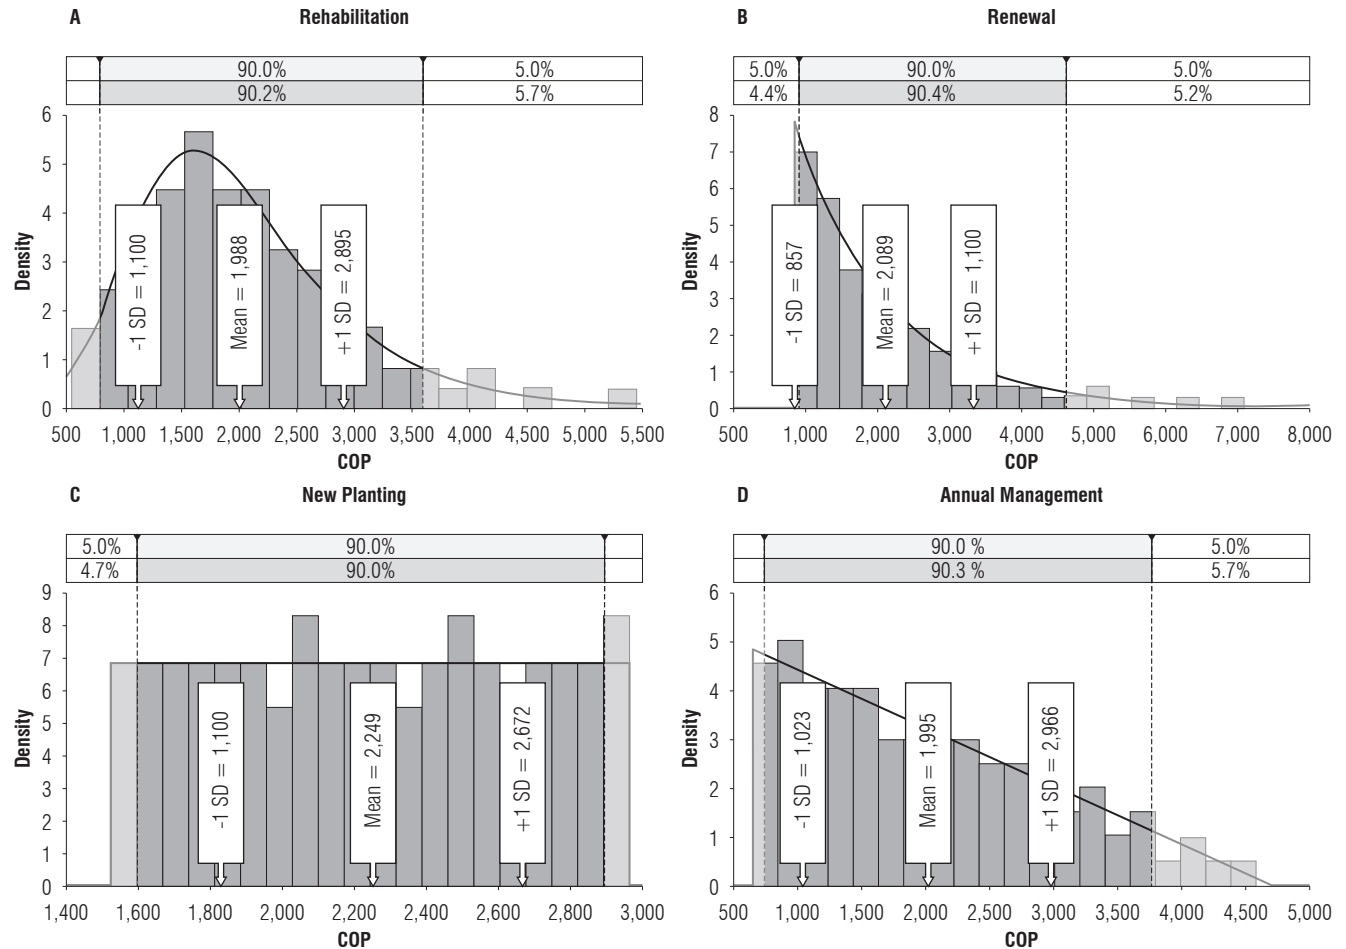 A Rehabilitation
90.0% 5.0%
90.2% 5.7%
6
5
4
3
2
1
0
Density
-1 SD = 1,100
Mean = 1,988
+1 SD = 2,895
500 1,000 1,500 2,000 2,500 3,000 3,500 4,000 4,500 5,000 5,500
COP
B Renewal
5.0% 90.0% 5.0%
4.4% 90.4% 5.2%
8
7
6
5
4
3
2
1
0
Density
-1 SD = 857
Mean = 2,089
+1 SD = 1,100
500 1,000 2,000 3,000 4,000 5,000 6,000 7,000 8,000
COP
C New Planting
5.0% 90.0%
4.7% 90.0%
9
8
7
6
5
4
3
2
1
0
Density
-1 SD = 1,100
Mean = 2,249
+1 SD = 2,672
1,400 1,600 1,800 2,000 2,200 2,400 2,600 2,800 3,000
COP
D Annual Management
90.0 % 5.0%
90.3 % 5.7%
6
5
4
3
2
1
0
Density
-1 SD = 1,023
Mean = 1,995
+1 SD = 2,966
500 1,000 1,500 2,000 2,500 3,000 3,500 4,000 4,500 5,000
COP